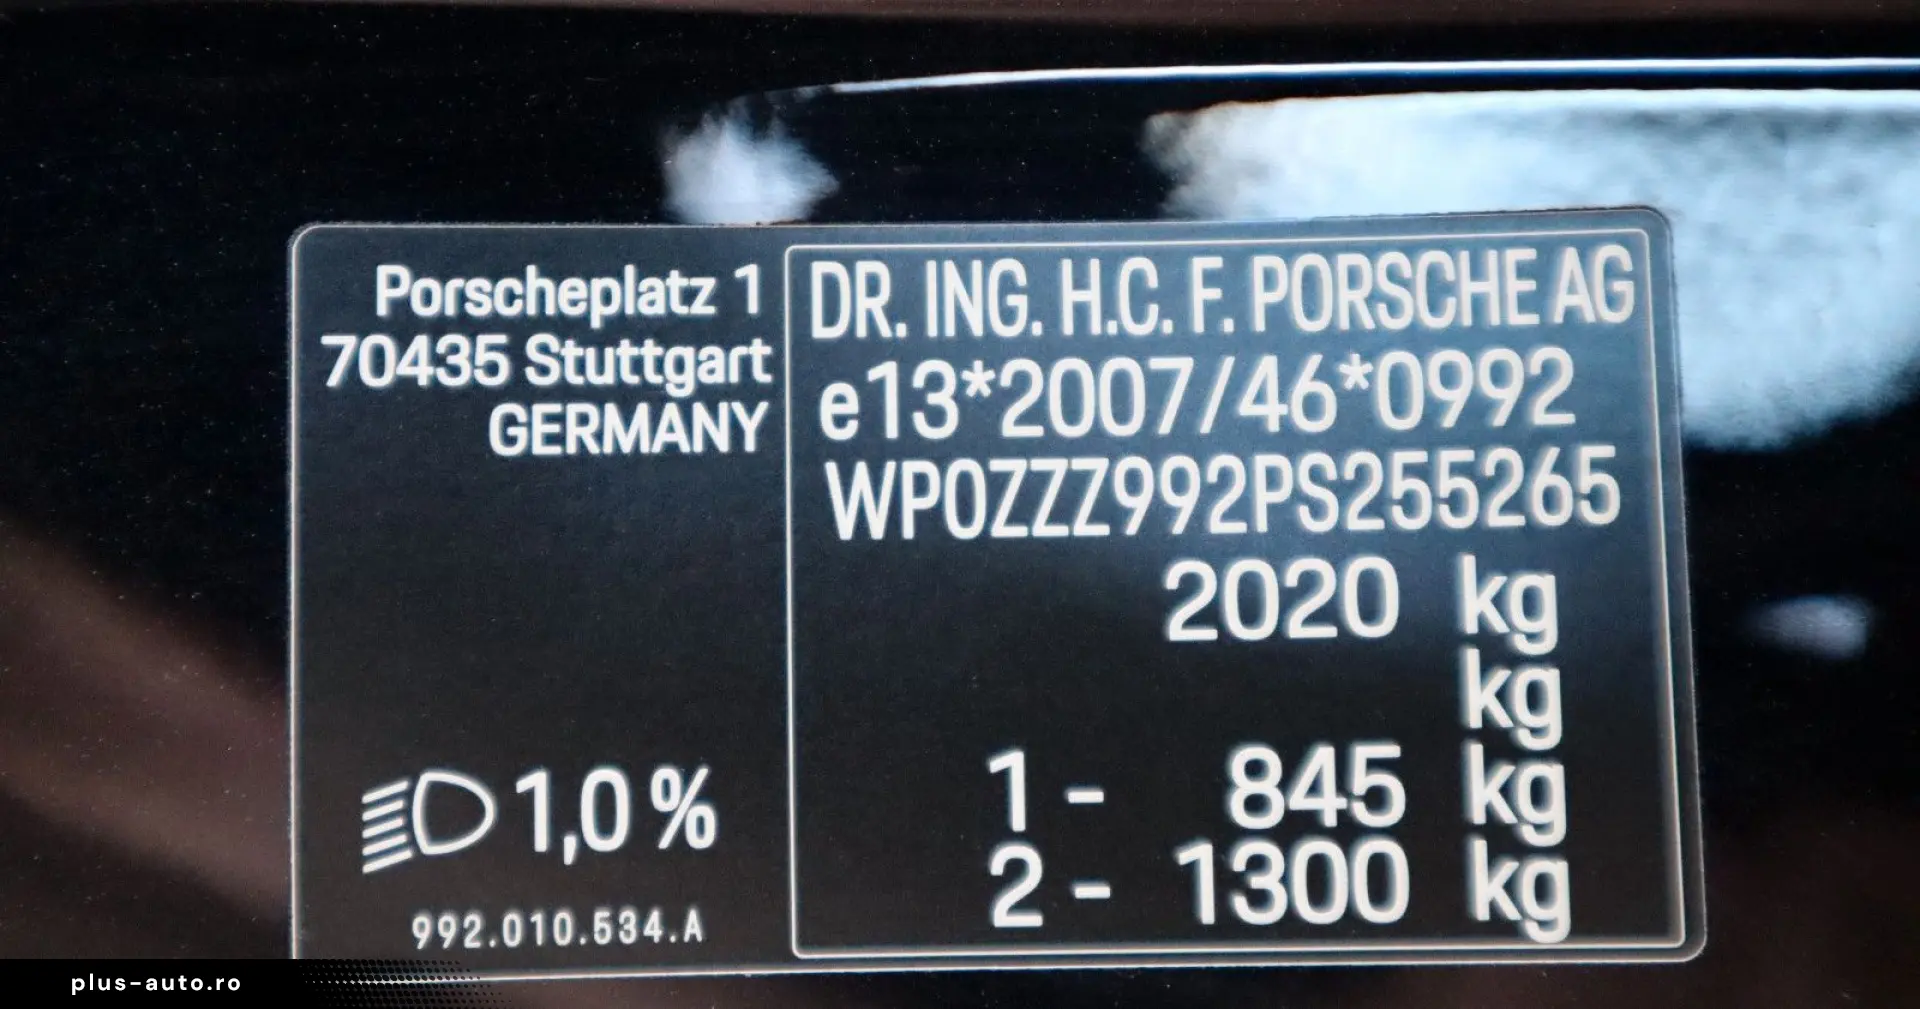 Porscheplatz 1
70435 Stuttgart
GERMANY
1,0 %
992.010.534.A
DR. ING. H.C. F. PORSCHE AG
e13*2007/46*0992
WP0ZZZ992PS255265
2020 kg
kg
1 - 845 kg
2 - 1300 kg
plus-auto.ro